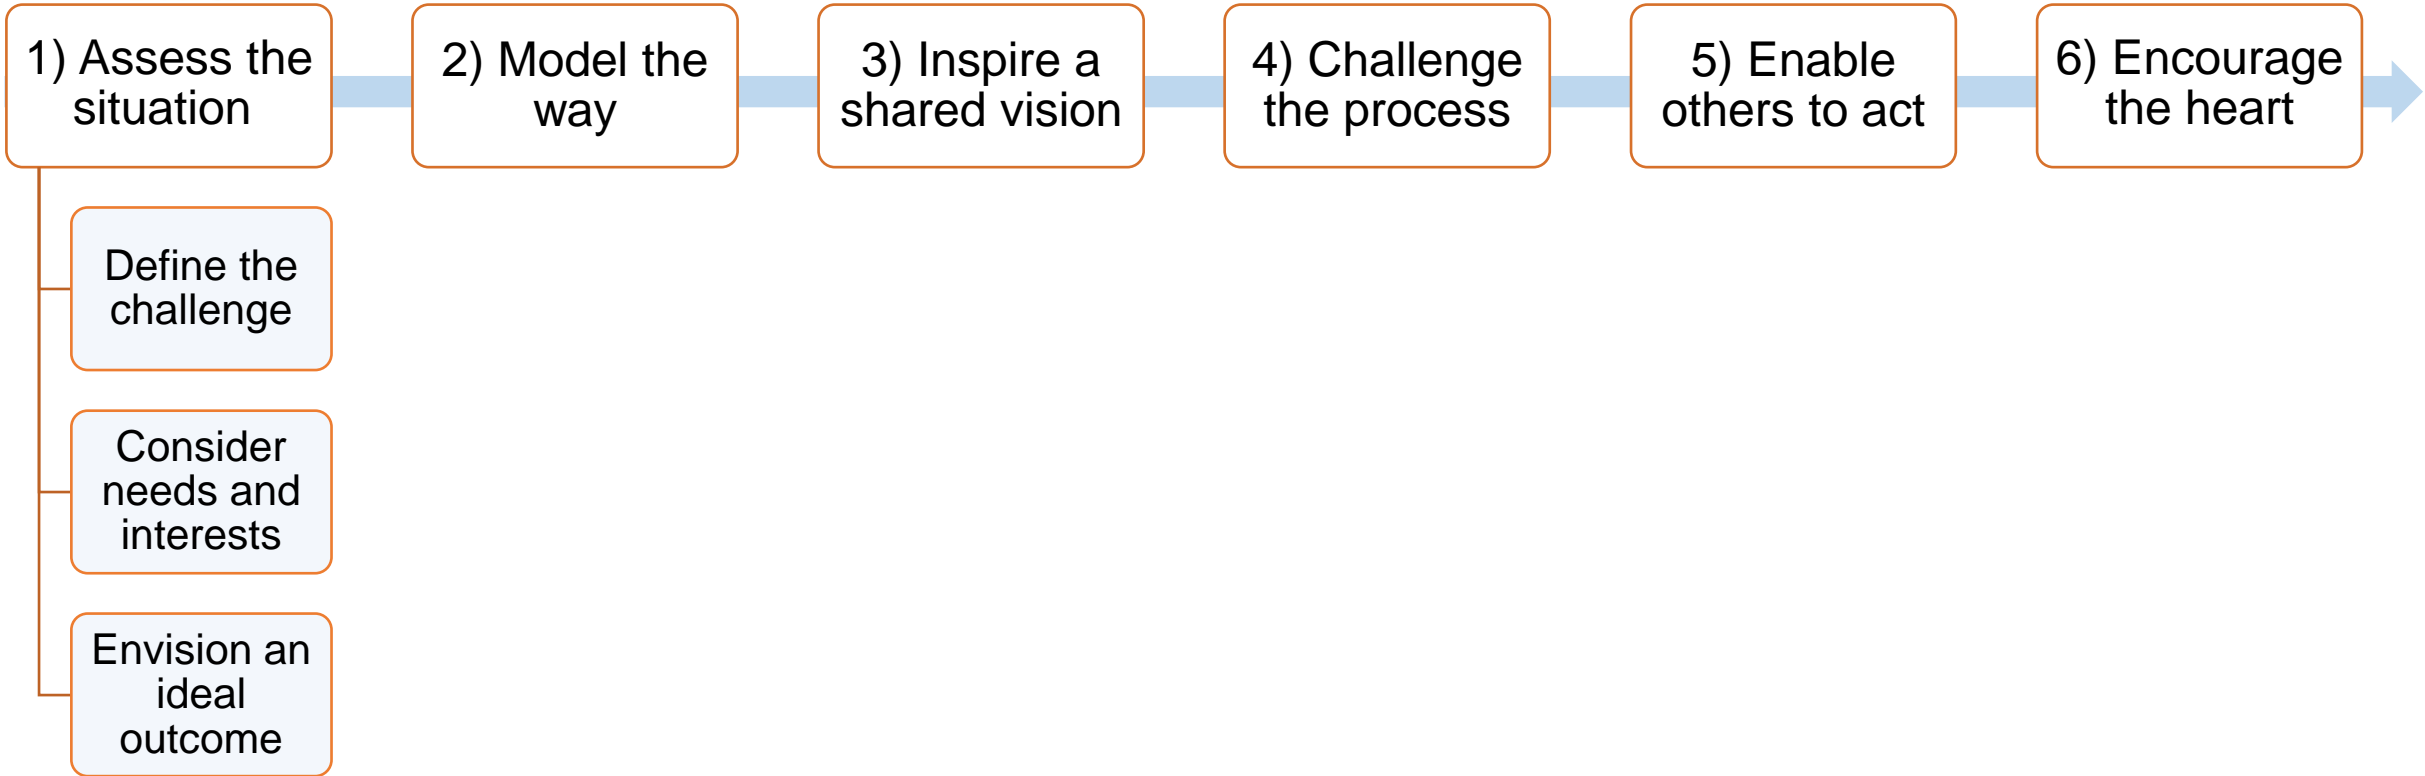 1) Assess the
situation
2) Model the
way
3) Inspire a
shared vision
4) Challenge
the process
5) Enable
others to act
6) Encourage
the heart
Define the
challenge
Consider
needs and
interests
Envision an
ideal
outcome